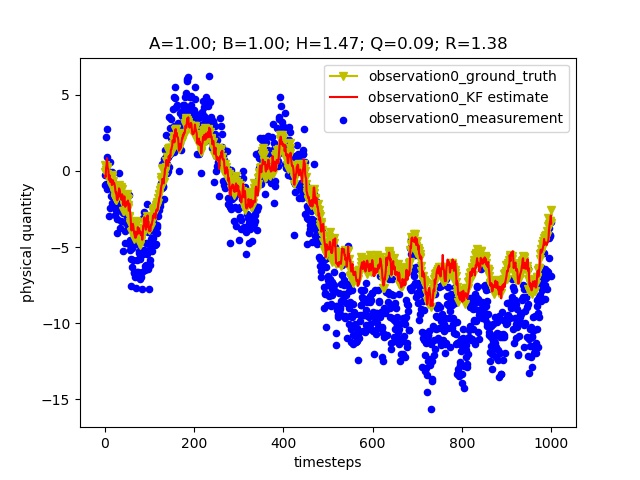 A=1.00; B=1.00; H=1.47; Q=0.09; R=1.38
observation0_ground_truth
observation0_KF estimate
observation0_measurement
physical quantity
5
0
−5
−10
−15
0 200 400 600 800 1000
timesteps